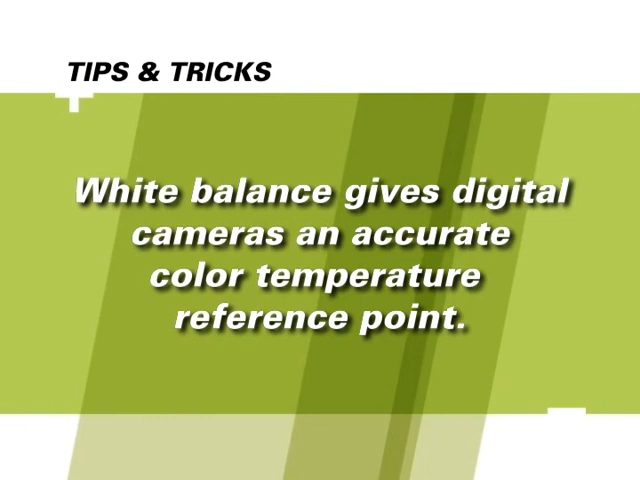 TIPS & TRICKS
White balance gives digital
cameras an accurate
color temperature
reference point.